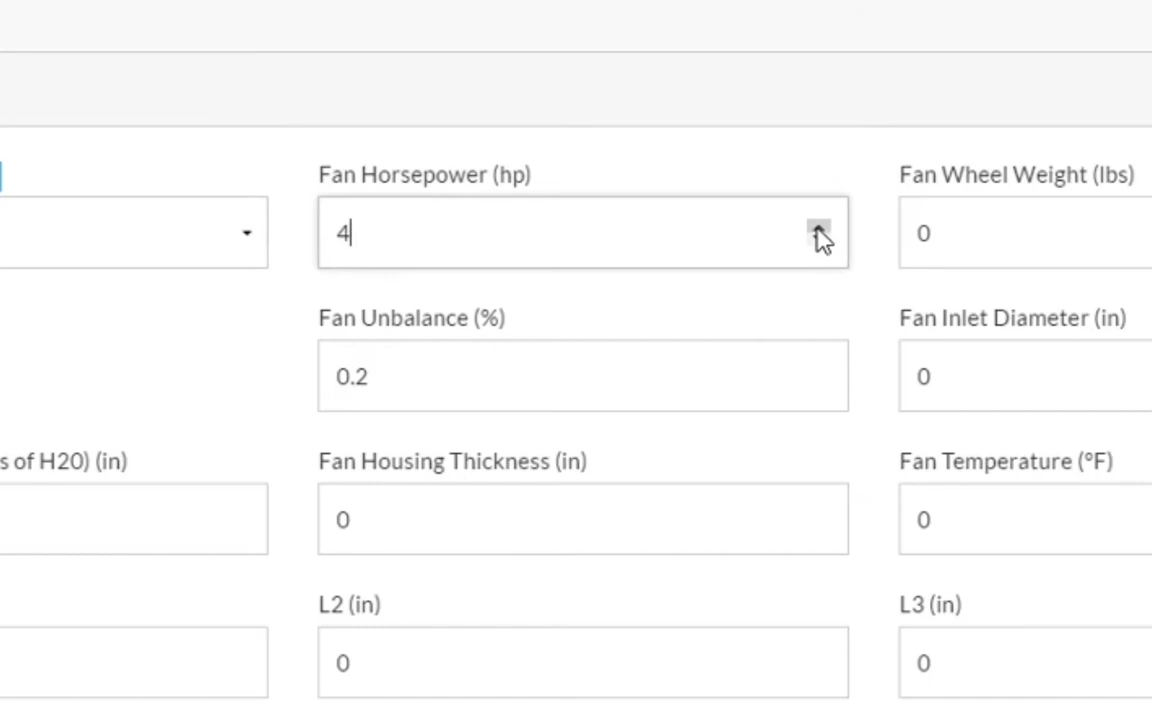 Fan Horsepower (hp)
Fan Wheel Weight (lbs)
4
0
Fan Unbalance (%)
Fan Inlet Diameter (in)
0.2
0
s of H20) (in)
Fan Housing Thickness (in)
Fan Temperature (°F)
0
0
L2 (in)
L3 (in)
0
0